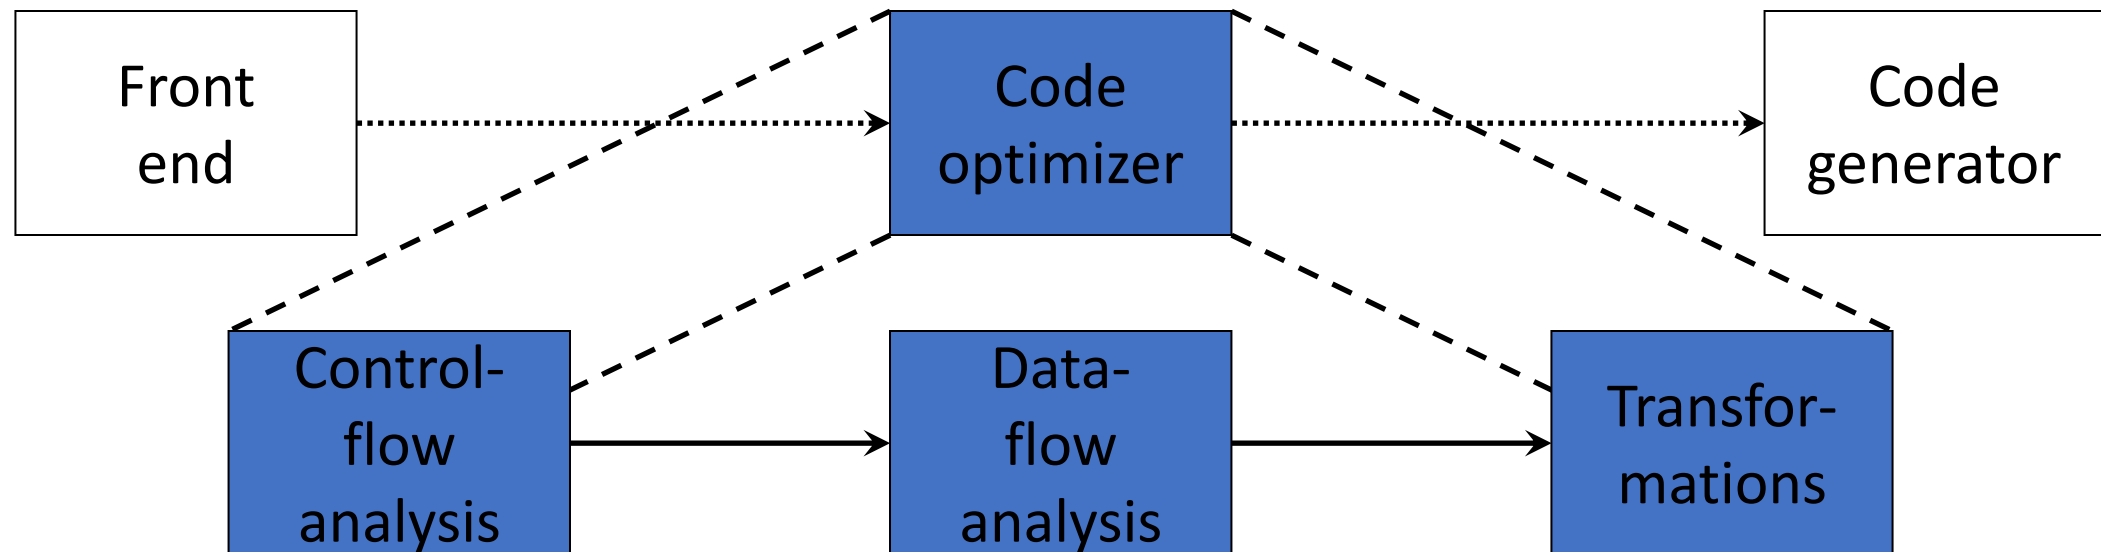 Front
end
Code
optimizer
Code
generator
Control-
flow
analysis
Data-
flow
analysis
Transfor-
mations